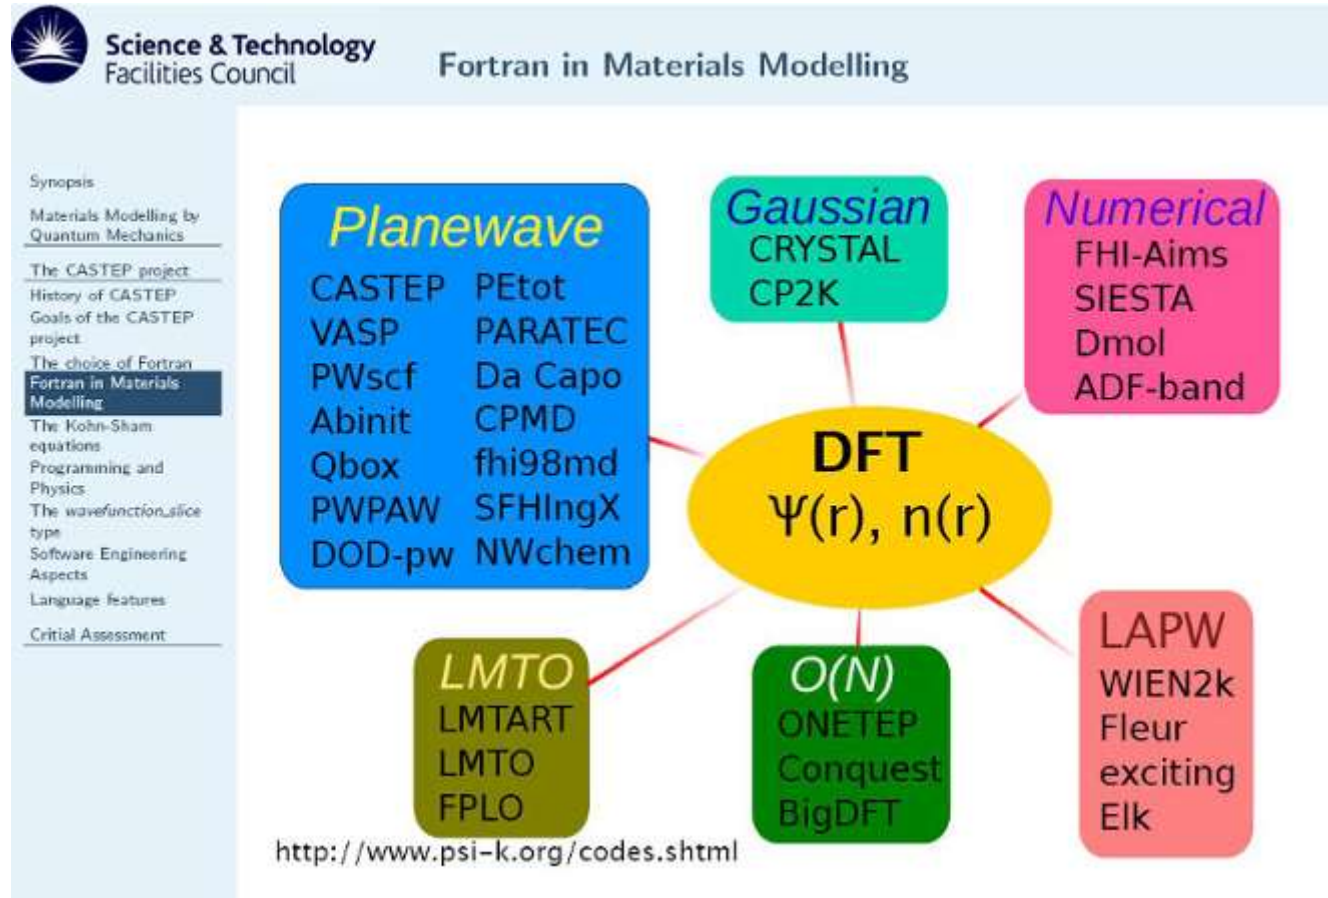 Science & Technology
Facilities Council
Fortran in Materials Modelling
Synopsis
Materials Modelling by
Quantum Mechanics
The CASTEP project
History of CASTEP
Goals of the CASTEP
project
The choice of Fortran
Fortran in Materials
Modelling
The Kohn-Sham
equations
Programming and
Physics
The wavefunction_slice
type
Software Engineering
Aspects
Language features
Critial Assessment
Planewave
CASTEP PEtot
VASP PARATEC
PWscf Da Capo
Abinit CPMD
Qbox fhi98md
PWPAW SFHIngX
DOD-pw NWchem
Gaussian
CRYSTAL
CP2K
Numerical
FHI-Aims
SIESTA
Dmol
ADF-band
DFT
Ψ(r), n(r)
LMTO
LMTART
LMTO
FPLO
O(N)
ONETEP
Conquest
BigDFT
LAPW
WIEN2k
Fleur
exciting
Elk
http://www.psi-k.org/codes.shtml